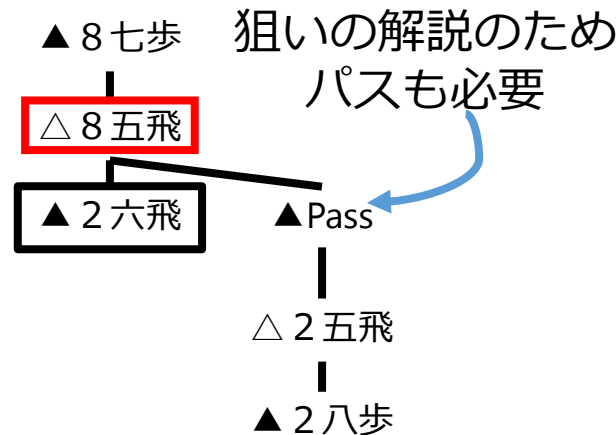 ▲８七歩
狙いの解説のため
パスも必要
△８五飛
▲２六飛
▲Pass
△２五飛
▲２八歩